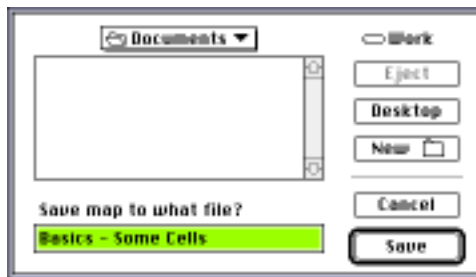 Documents
Work
Eject
Desktop
New
Save map to what file?
Cancel
Basics - Some Cells
Save